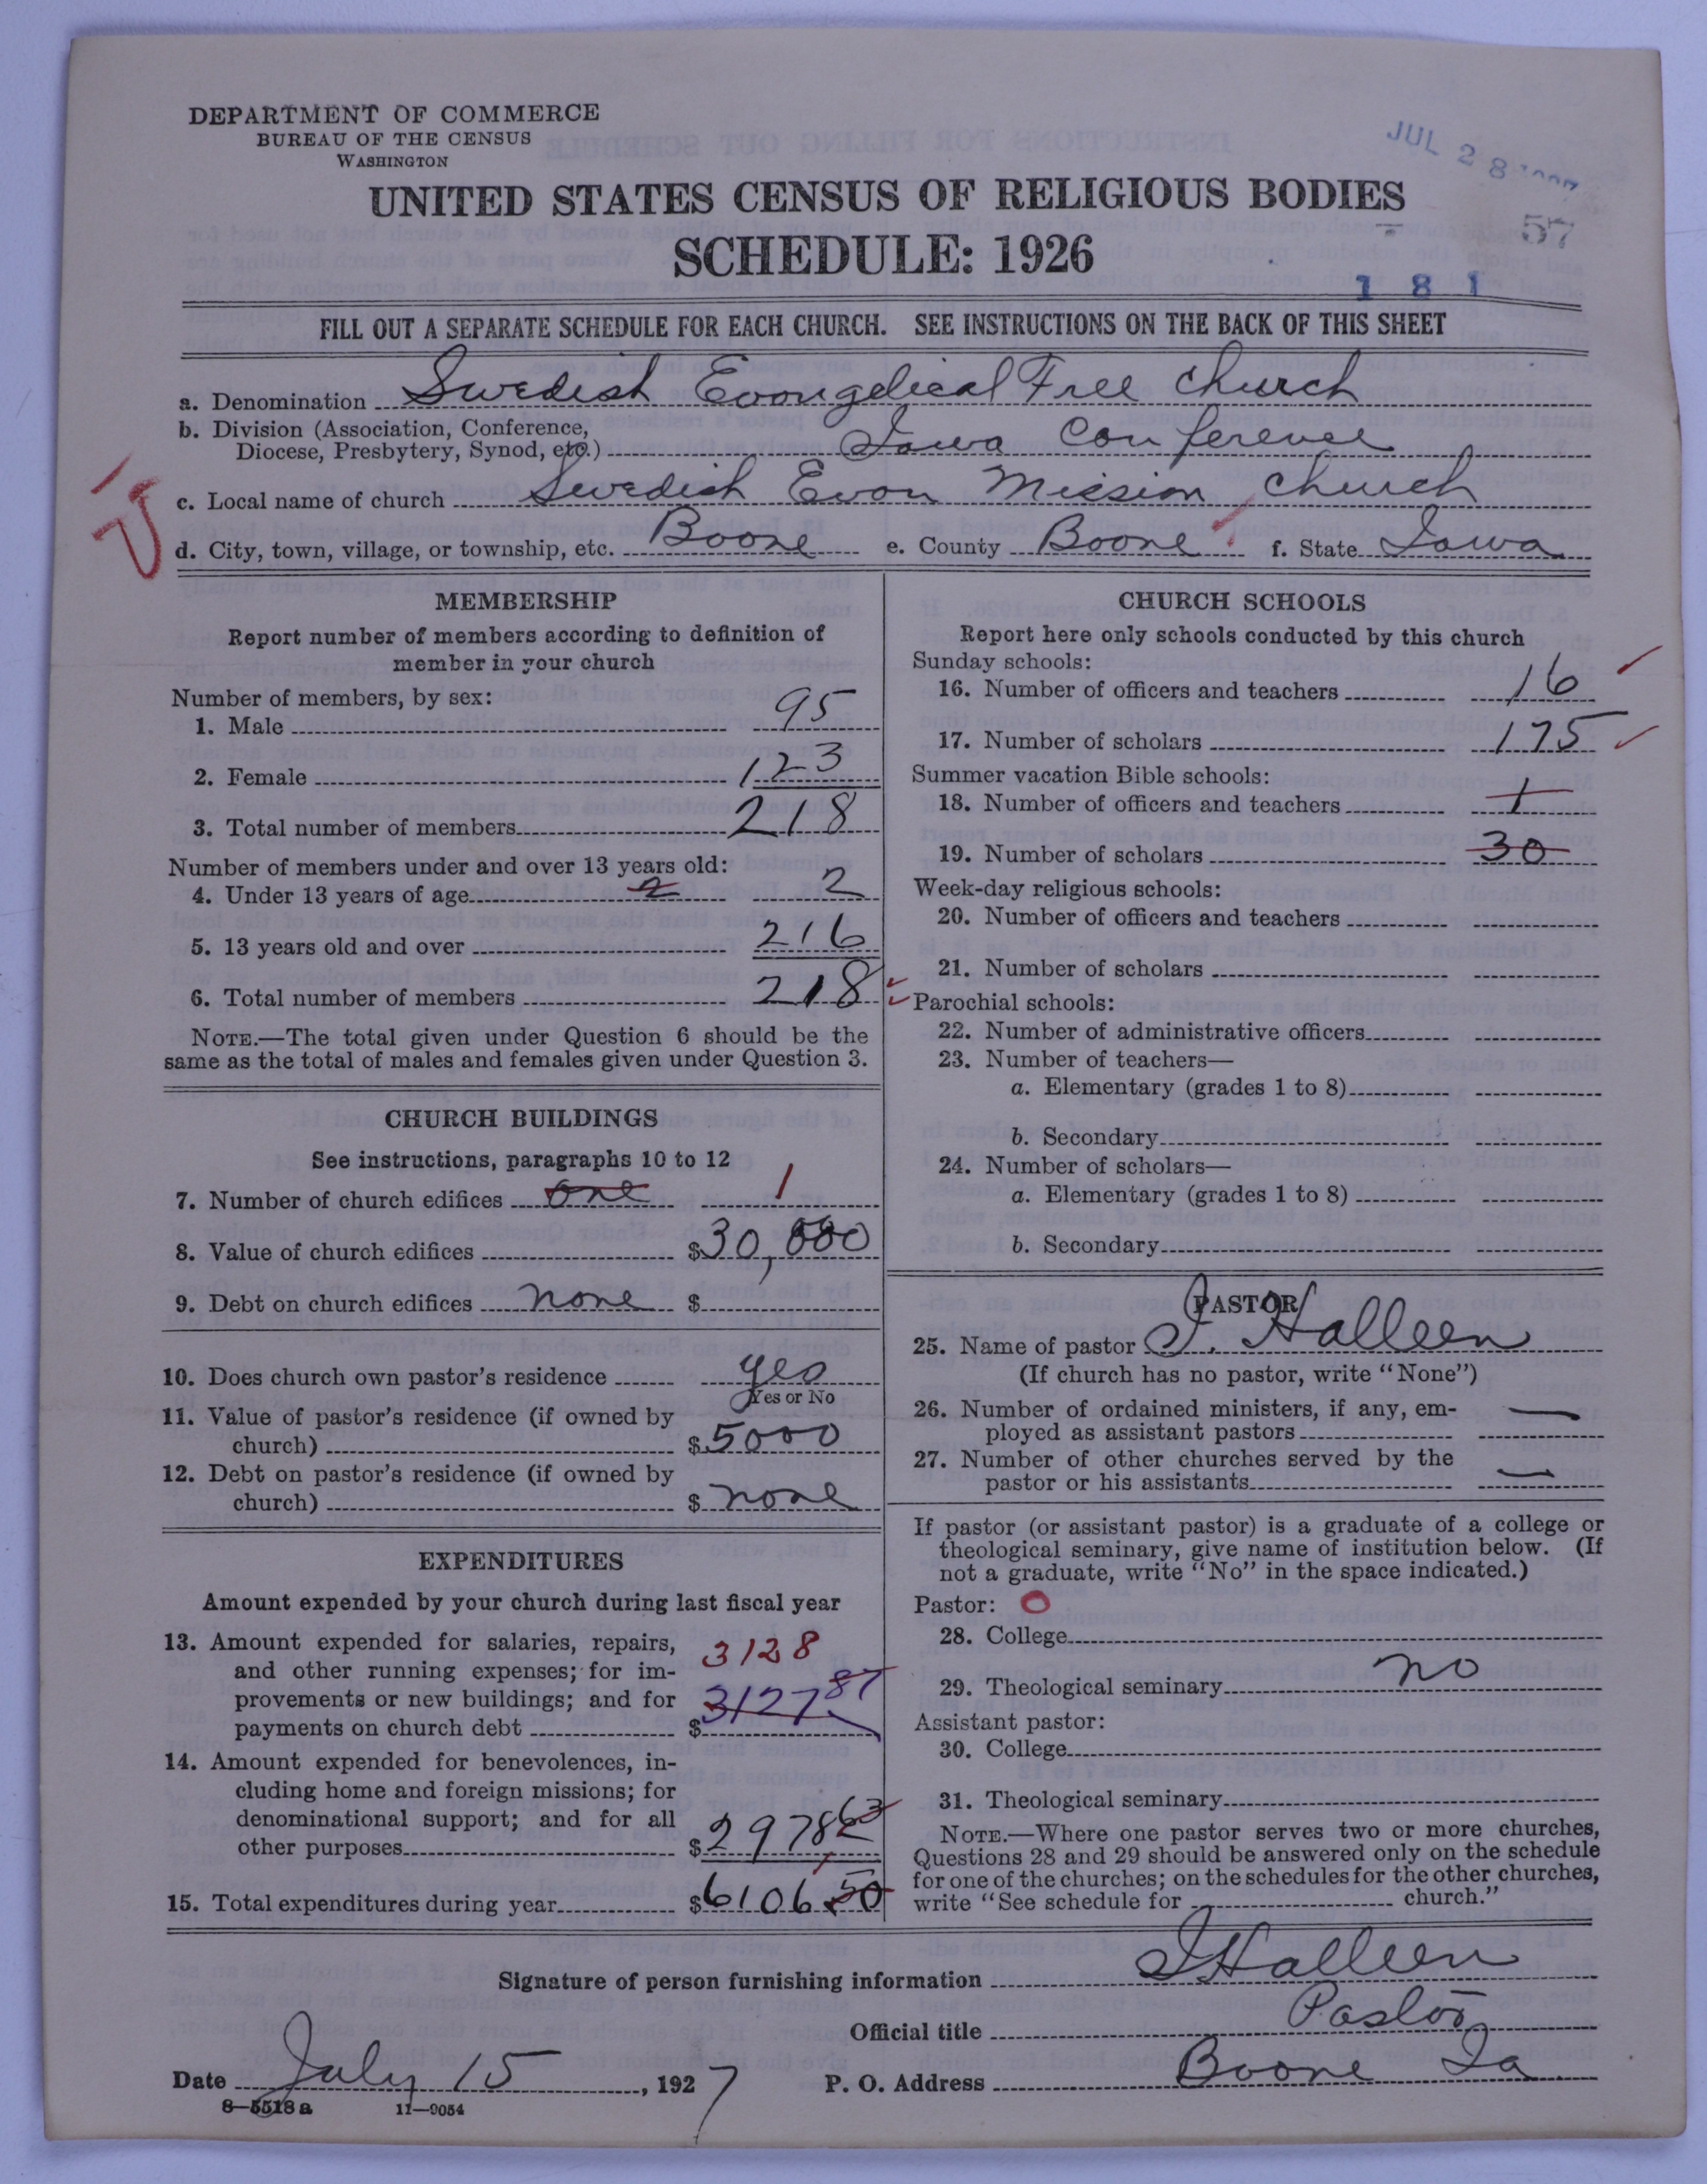 DEPARTMENT OF COMMERCE
BUREAU OF THE CENSUS
WASHINGTON
JUL 28
UNITED STATES CENSUS OF RELIGIOUS BODIES
57
SCHEDULE: 1926
181
FILL OUT A SEPARATE SCHEDULE FOR EACH CHURCH. SEE INSTRUCTIONS ON THE BACK OF THIS SHEET
a. Denomination Swedish Evangelical Free Church
b. Division (Association, Conference,
Diocese, Presbytery, Synod, etc.) Iowa Conference
c. Local name of church Swedish Evan Mission Church
d. City, town, village, or township, etc. Boone e. County Boone f. State Iowa
MEMBERSHIP
Report number of members according to definition of
member in your church
Number of members, by sex:
1. Male 95
2. Female 123
3. Total number of members 218
Number of members under and over 13 years old:
4. Under 13 years of age 2 2
5. 13 years old and over 216
6. Total number of members 218
NOTE.—The total given under Question 6 should be the
same as the total of males and females given under Question 3.
CHURCH BUILDINGS
See instructions, paragraphs 10 to 12
7. Number of church edifices one 1
8. Value of church edifices $30,000
9. Debt on church edifices none $
10. Does church own pastor's residence yes
Yes or No
11. Value of pastor's residence (if owned by
church) $5000
12. Debt on pastor's residence (if owned by
church) $ none
EXPENDITURES
Amount expended by your church during last fiscal year
13. Amount expended for salaries, repairs, 3128
and other running expenses; for im-
provements or new buildings; and for
payments on church debt $3127 87
14. Amount expended for benevolences, in-
cluding home and foreign missions; for
denominational support; and for all
other purposes $2978 63
15. Total expenditures during year $6106.50
CHURCH SCHOOLS
Report here only schools conducted by this church
Sunday schools:
16. Number of officers and teachers 16
17. Number of scholars 175
Summer vacation Bible schools:
18. Number of officers and teachers 1
19. Number of scholars 30
Week-day religious schools:
20. Number of officers and teachers
21. Number of scholars
Parochial schools:
22. Number of administrative officers
23. Number of teachers—
a. Elementary (grades 1 to 8)
b. Secondary
24. Number of scholars—
a. Elementary (grades 1 to 8)
b. Secondary
PASTOR
25. Name of pastor J. Halleen
(If church has no pastor, write "None")
26. Number of ordained ministers, if any, em-
ployed as assistant pastors —
27. Number of other churches served by the
pastor or his assistants —
If pastor (or assistant pastor) is a graduate of a college or
theological seminary, give name of institution below. (If
not a graduate, write "No" in the space indicated.)
Pastor: O
28. College
29. Theological seminary no
Assistant pastor:
30. College
31. Theological seminary
NOTE.—Where one pastor serves two or more churches,
Questions 28 and 29 should be answered only on the schedule
for one of the churches; on the schedules for the other churches,
write "See schedule for church."
Signature of person furnishing information J Halleen
Official title Pastor
Date July 15, 1927 P. O. Address Boone Ia
8—5518 a 11—9054